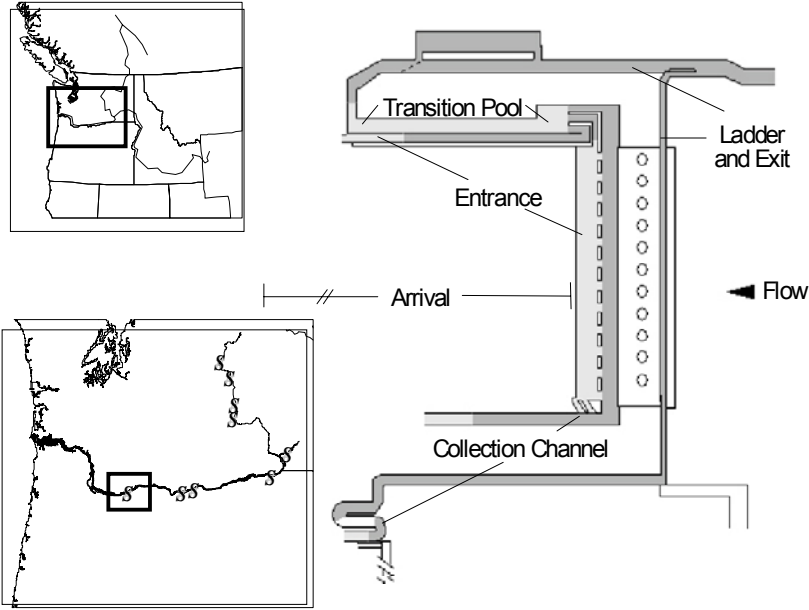 Transition Pool
Ladder
and Exit
Entrance
Arrival
Flow
S
S
S
S
Collection Channel
S
S
S
S
S